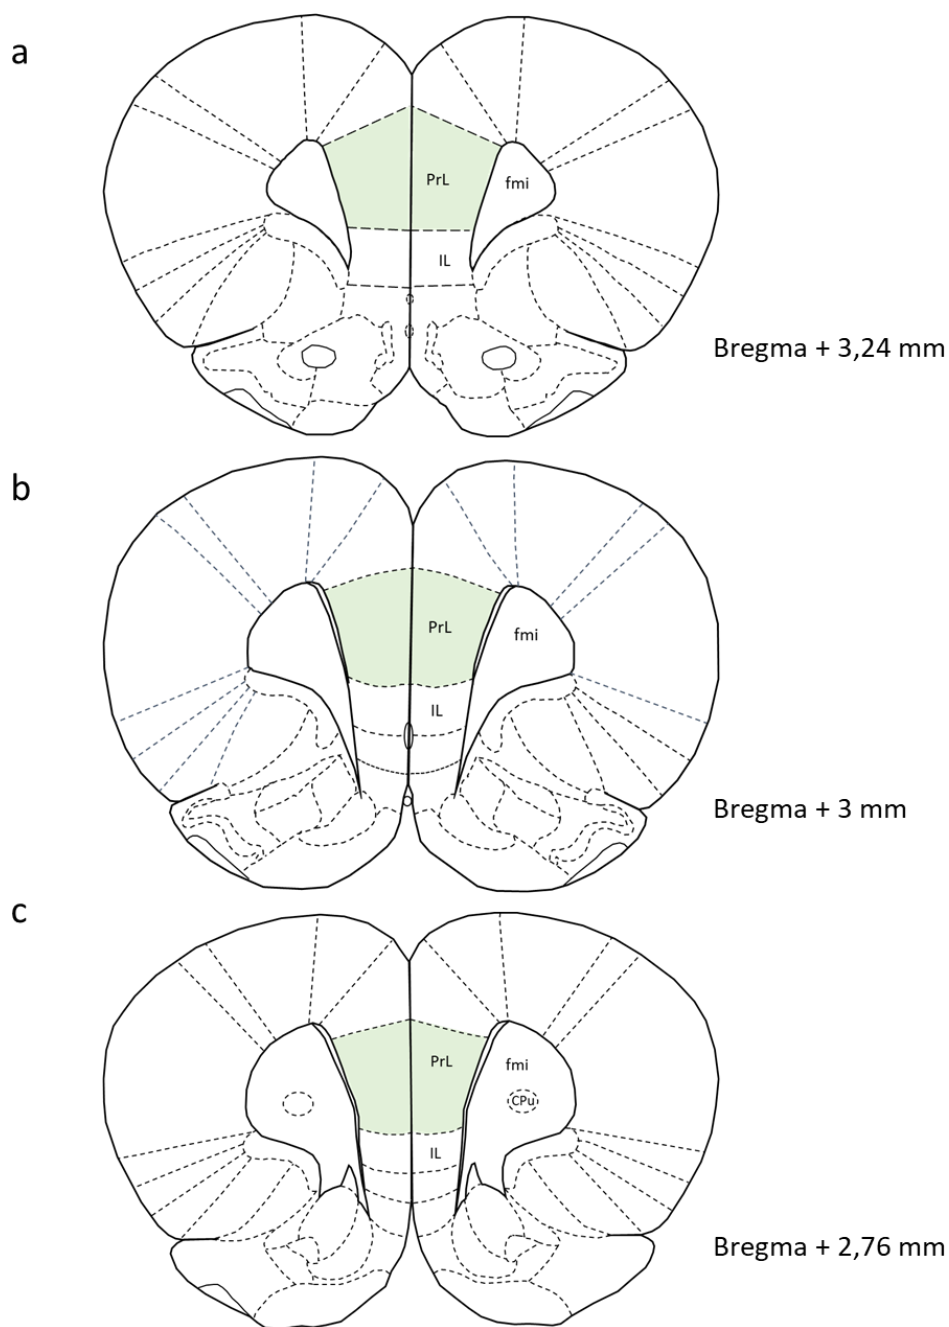 a
PrL
fmi
IL
Bregma + 3,24 mm
b
PrL
fmi
IL
Bregma + 3 mm
c
PrL
fmi
CPu
IL
Bregma + 2,76 mm